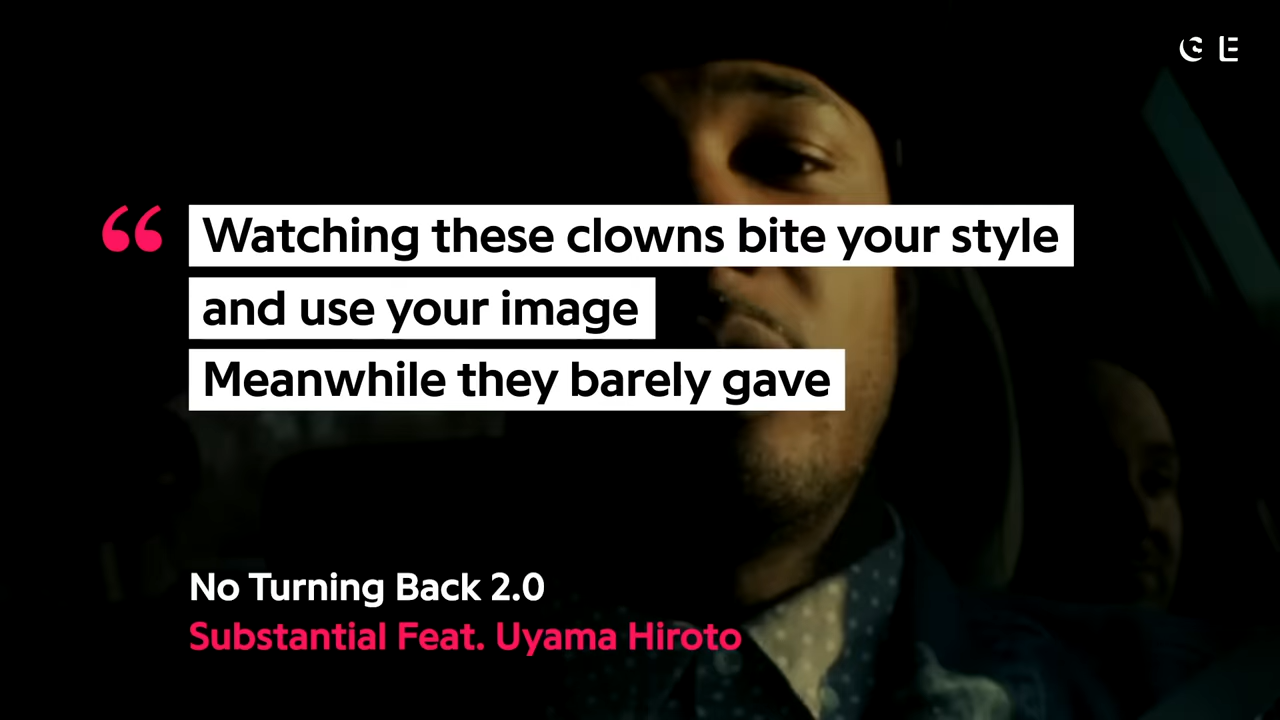 G E
“ Watching these clowns bite your style
and use your image
Meanwhile they barely gave
No Turning Back 2.0
Substantial Feat. Uyama Hiroto